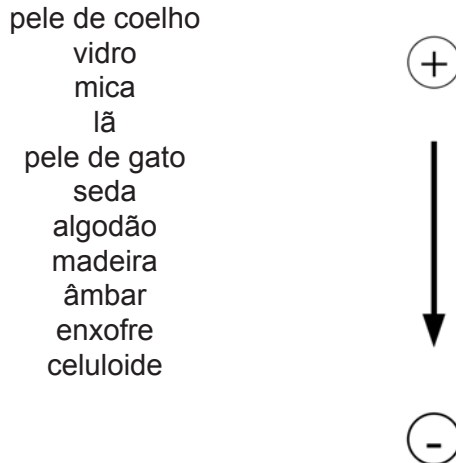 pele de coelho
vidro
mica
lã
pele de gato
seda
algodão
madeira
âmbar
enxofre
celuloide
+
-